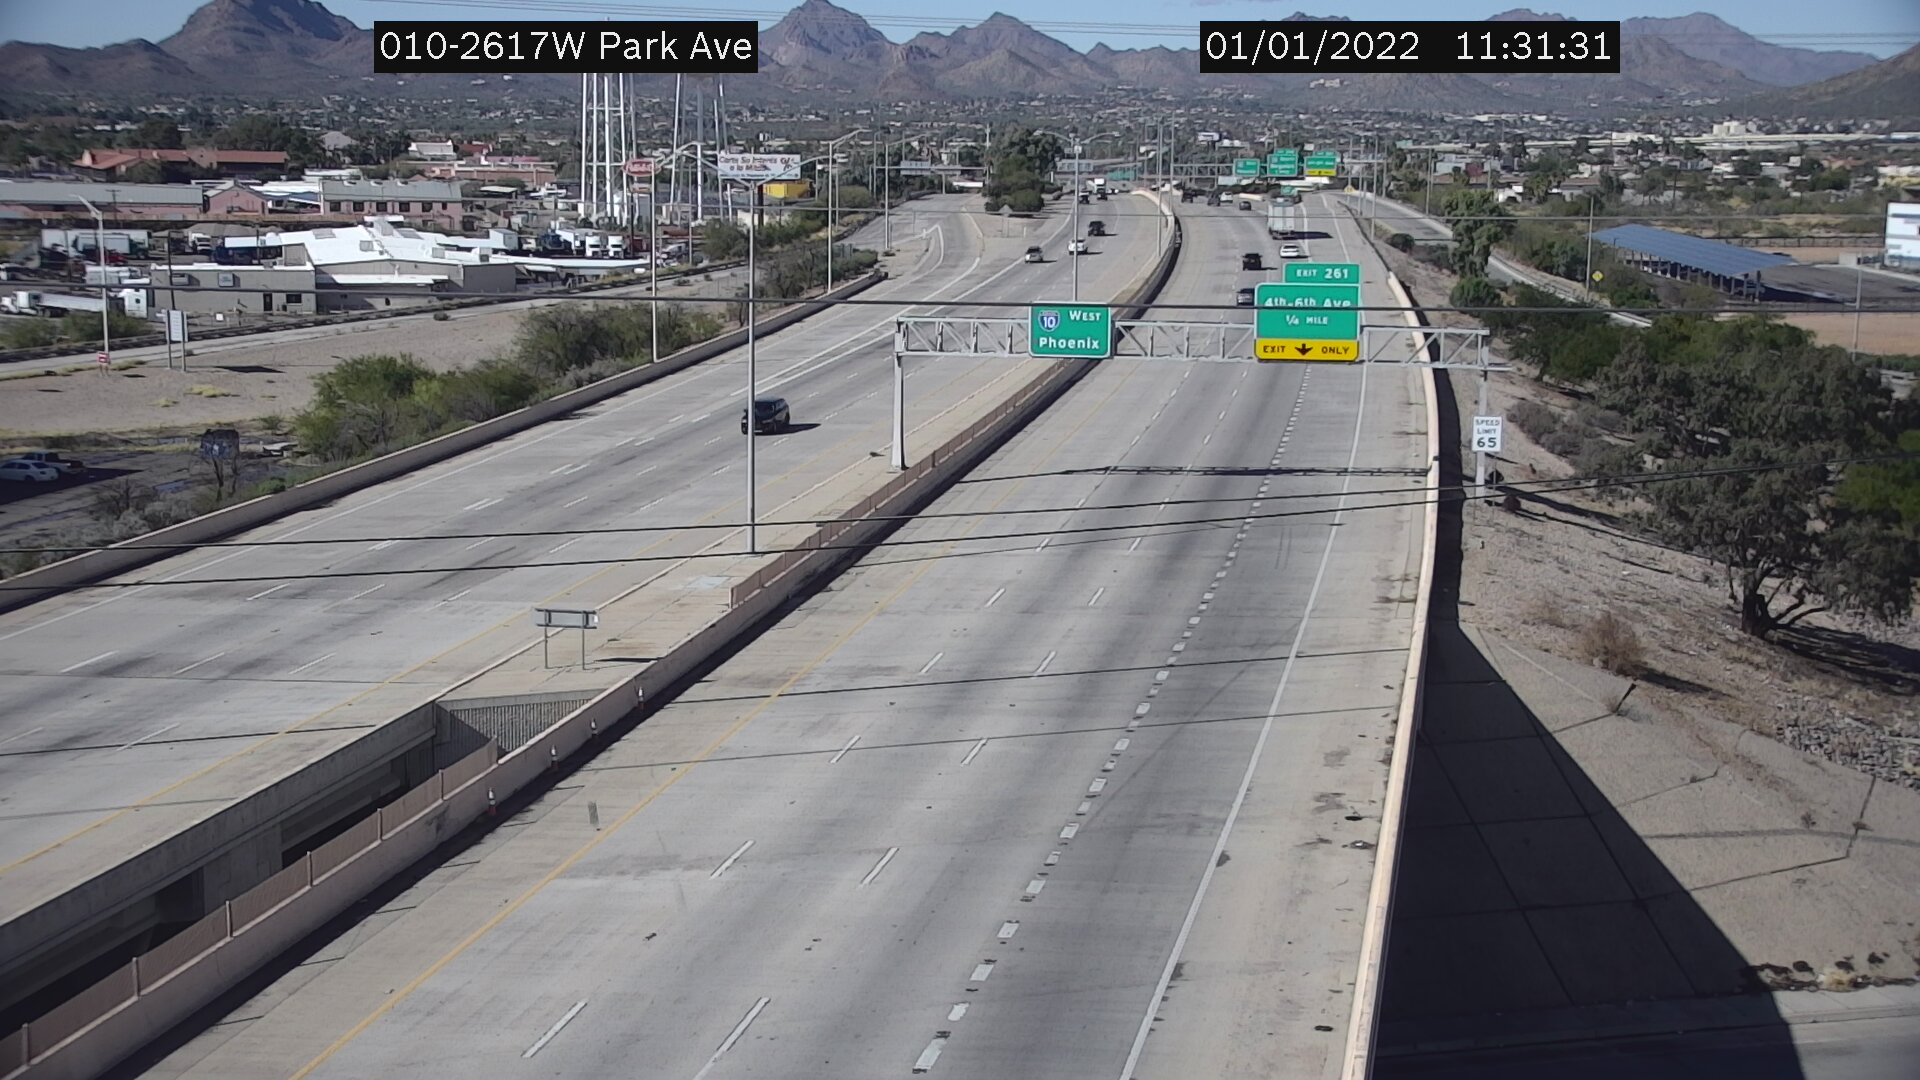 010-2617W Park Ave
01/01/2022 11:31:31
EXIT 261
4th-6th Ave
1/4 MILE
EXIT ONLY
10
WEST
Phoenix
SPEED
LIMIT
65